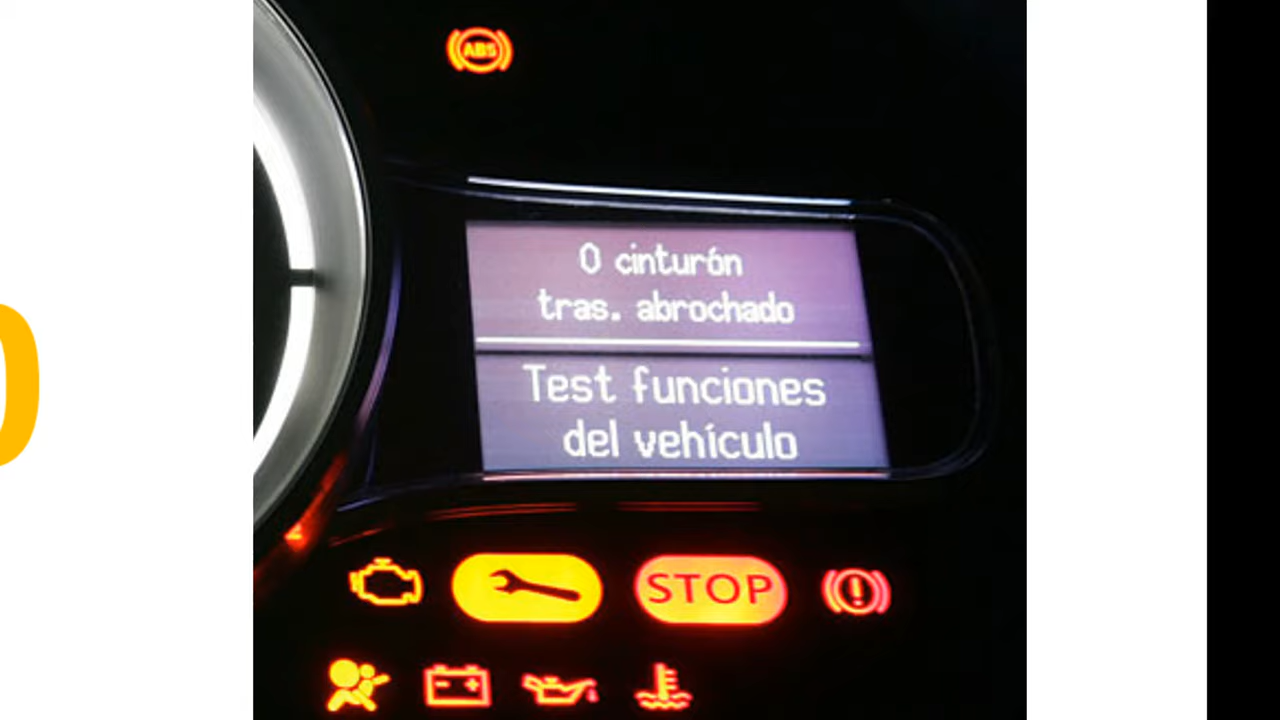 ABS
0 cinturón
tras. abrochado
Test funciones
del vehículo
STOP